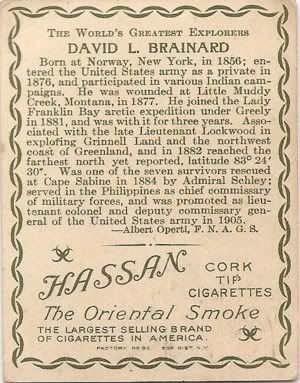 THE WORLD'S GREATEST EXPLORERS
DAVID L. BRAINARD
Born at Norway, New York, in 1856; en-
tered the United States army as a private in
1876, and participated in various Indian cam-
paigns. He was wounded at Little Muddy
Creek, Montana, in 1877. He joined the Lady
Franklin Bay arctic expedition under Greely
in 1881, and was with it for three years. Asso-
ciated with the late Lieutenant Lockwood in
exploring Grinnell Land and the northwest
coast of Greenland, and in 1882 reached the
farthest north yet reported, latitude 83° 24'
30". Was one of the seven survivors rescued
at Cape Sabine in 1884 by Admiral Schley;
served in the Philippines as chief commissary
of military forces, and was promoted as lieu-
tenant colonel and deputy commissary gener-
al of the United States army in 1905.
—Albert Operti, F. N. A. G. S.
HASSAN
CORK
TIP
CIGARETTES
The Oriental Smoke
THE LARGEST SELLING BRAND
OF CIGARETTES IN AMERICA.
FACTORY NO 30. 2ND DIST. N.Y.